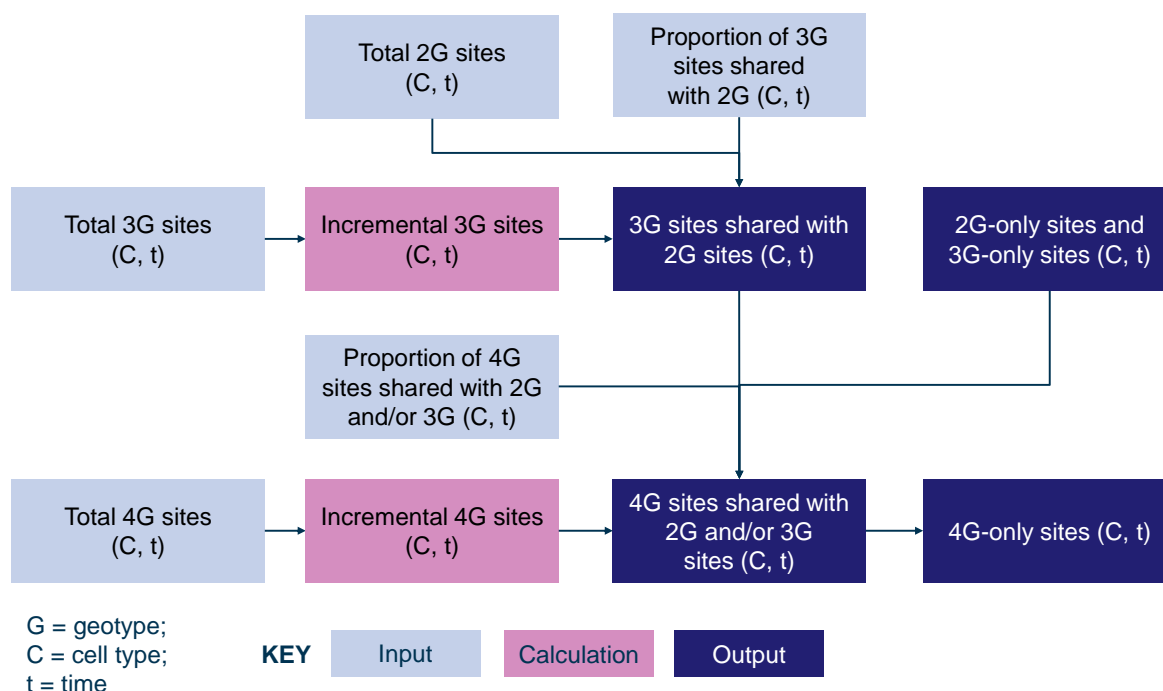 Total 2G sites
(C, t)
Proportion of 3G
sites shared
with 2G (C, t)
Total 3G sites
(C, t)
Incremental 3G sites
(C, t)
3G sites shared with
2G sites (C, t)
2G-only sites and
3G-only sites (C, t)
Proportion of 4G
sites shared with 2G
and/or 3G (C, t)
Total 4G sites
(C, t)
Incremental 4G sites
(C, t)
4G sites shared with
2G and/or 3G
sites (C, t)
4G-only sites (C, t)
G = geotype;
C = cell type;
t = time
KEY
Input
Calculation
Output